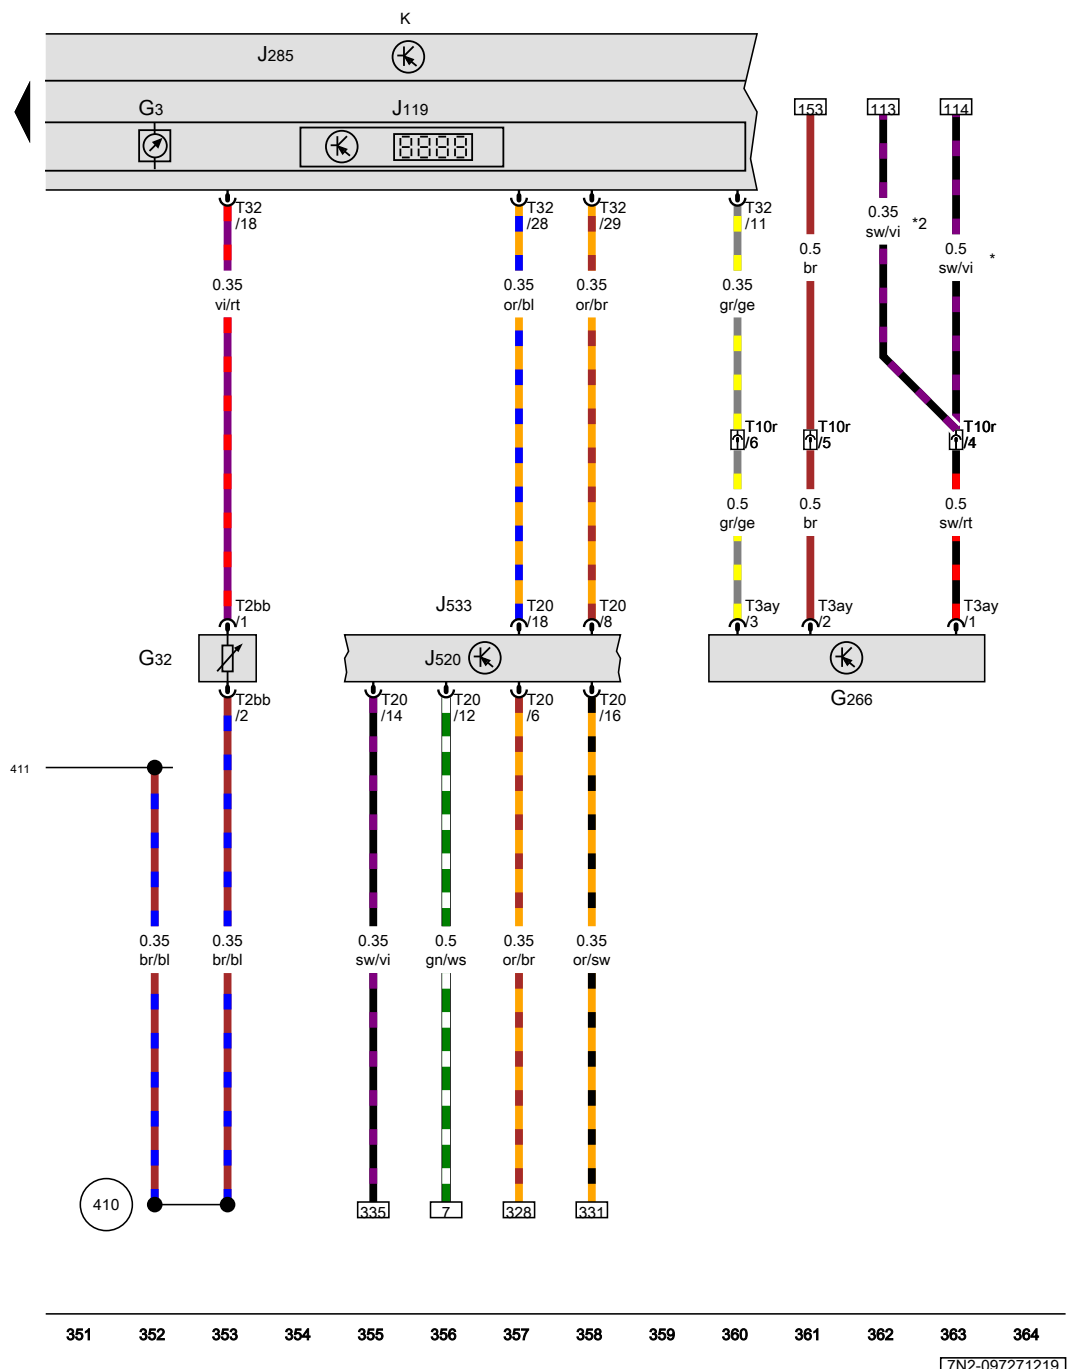 K
J285
G3
J119
153
113
114
T32
/18
T32
/28
T32
/29
T32
/11
0.35
sw/vi
*2
0.5
br
0.5
sw/vi
*
0.35
vi/rt
0.35
or/bl
0.35
or/br
0.35
gr/ge
T10r
/6
T10r
/5
T10r
/4
0.5
gr/ge
0.5
br
0.5
sw/rt
T2bb
/1
J533
T20
/18
T20
/8
T3ay
/3
T3ay
/2
T3ay
/1
G32
J520
G266
T2bb
/2
T20
/14
T20
/12
T20
/6
T20
/16
411
0.35
br/bl
0.35
br/bl
0.35
sw/vi
0.5
gn/ws
0.35
or/br
0.35
or/sw
410
335
7
328
331
351 352 353 354 355 356 357 358 359 360 361 362 363 364
7N2-097271219